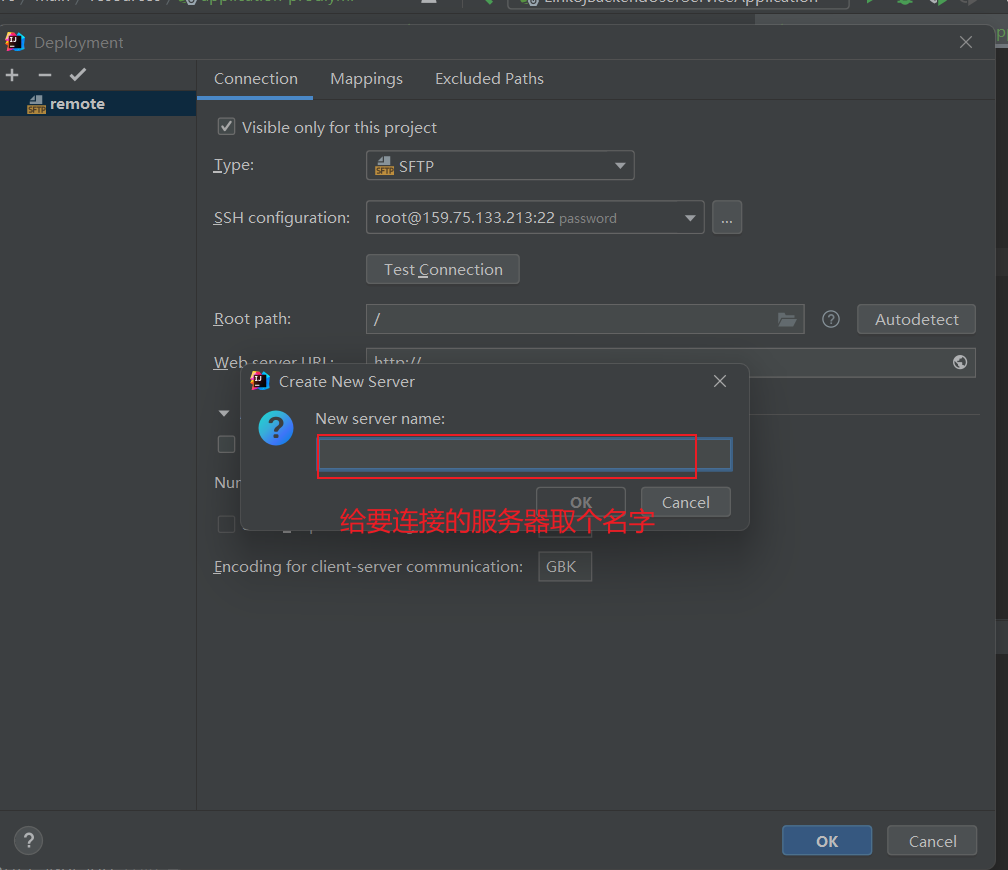 Deployment
Connection
Mappings
Excluded Paths
remote
Visible only for this project
Type:
SFTP
SSH configuration:
root@159.75.133.213:22 password
...
Test Connection
Root path:
/
Autodetect
Web server URL:
http://
Create New Server
New server name:
OK
Cancel
给要连接的服务器取个名字
Encoding for client-server communication:
GBK
OK
Cancel